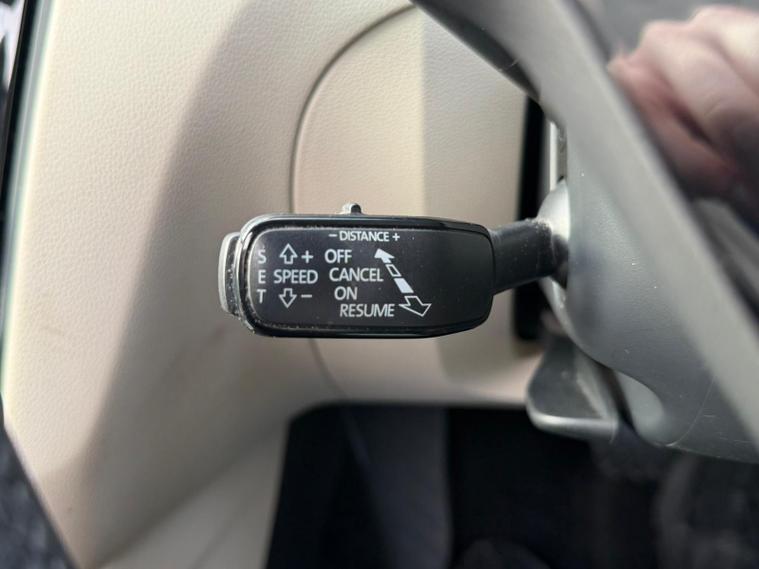 − DISTANCE +
S + OFF
E SPEED CANCEL
T − ON
RESUME